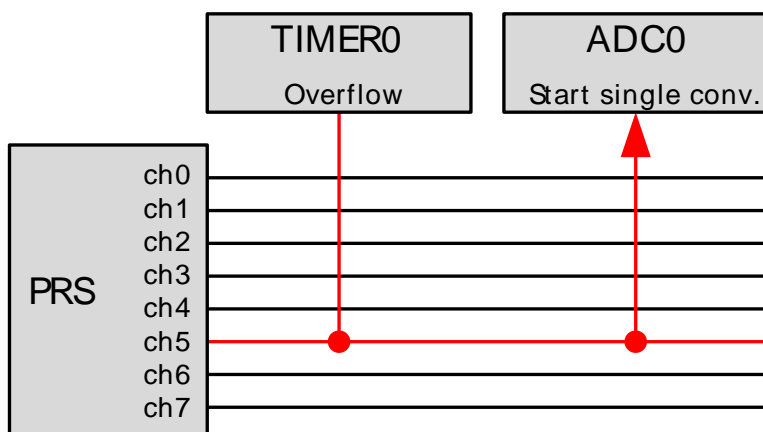 TIMER0
Overflow
ADC0
Start single conv.
PRS
ch0
ch1
ch2
ch3
ch4
ch5
ch6
ch7